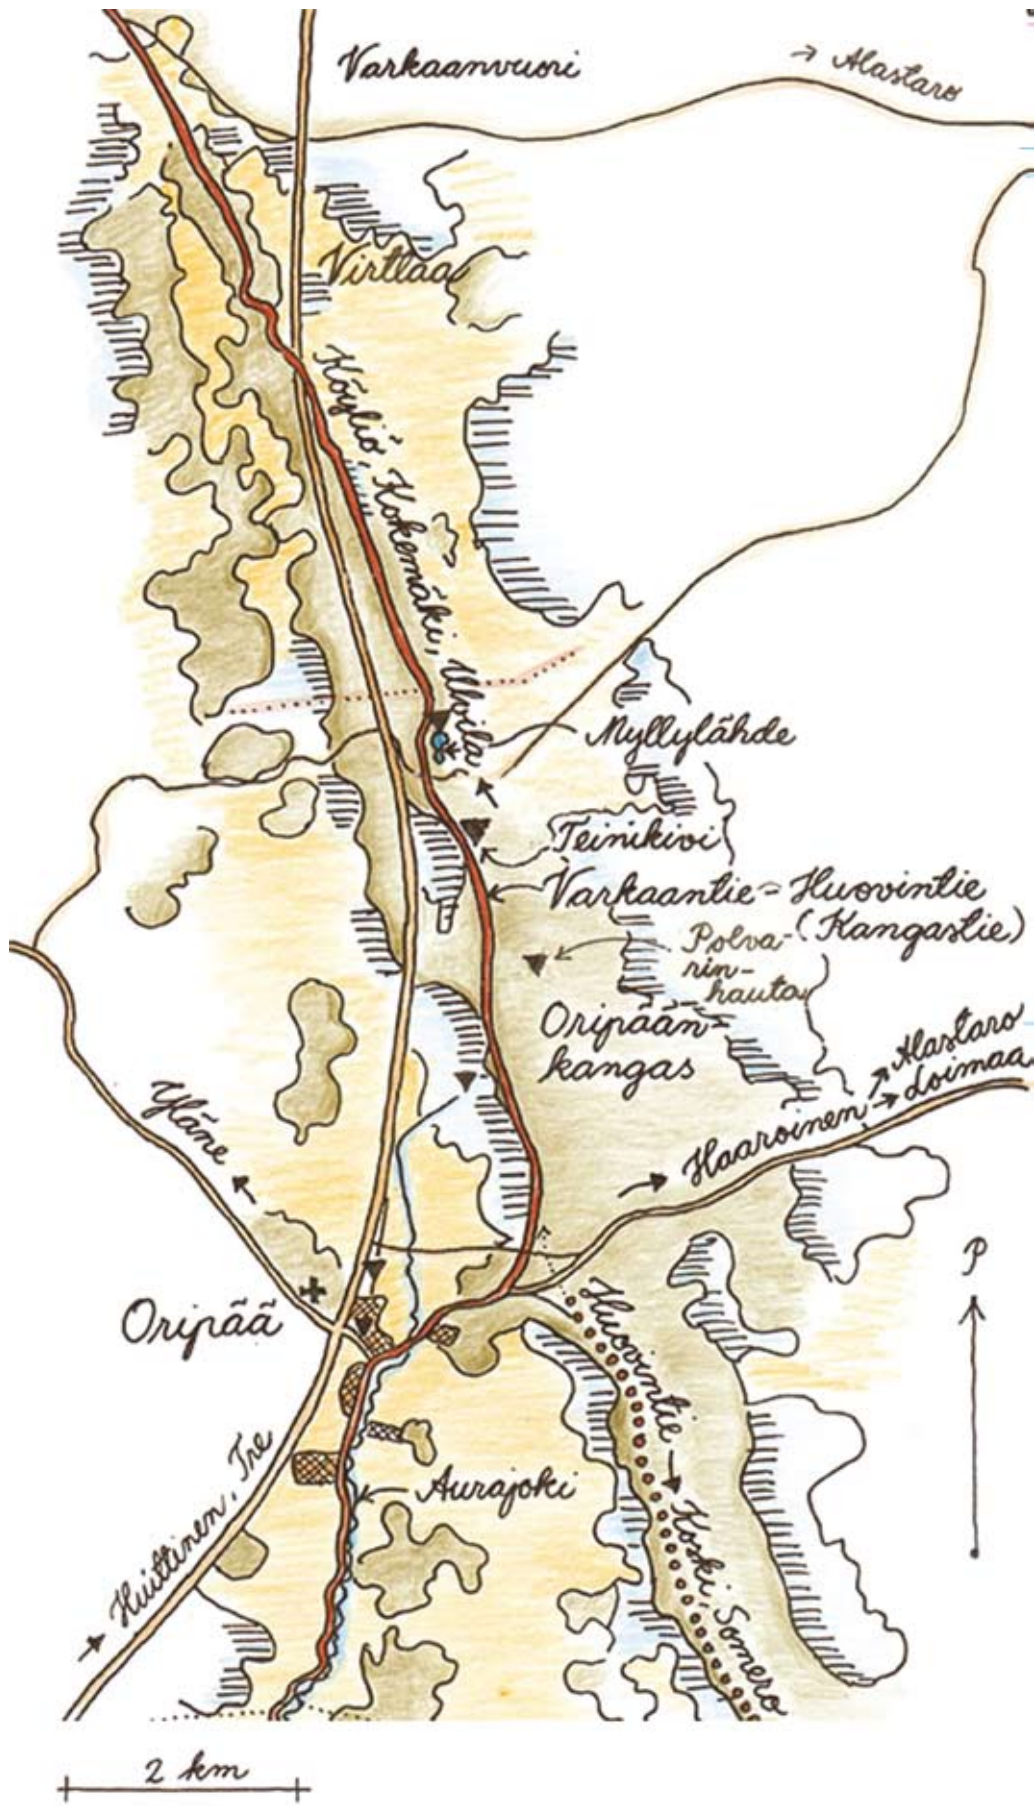 Varkaanvuori
→ Alastaro
Virttaa
Köyliö, Kokemäki, Ulvila
Myllylähde
Teinikivi
Varkaantie = Huovintie
(Kangastie)
Polva-
rin-
hauta
Oripään-
kangas
Alastaro
Haaroinen → Loimaa
Yläne
P
Oripää
Huovintie → Koski, Somero
Aurajoki
→ Huittinen, Tre
2 km